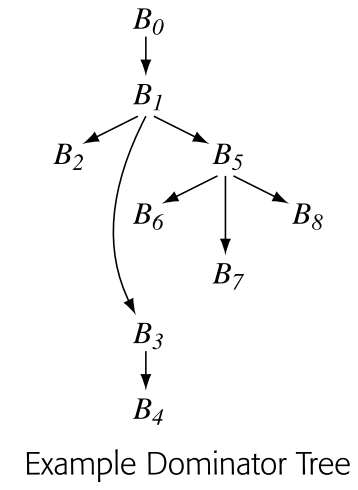 B0
B1
B2 B5
B6 B8
B7
B3
B4
Example Dominator Tree